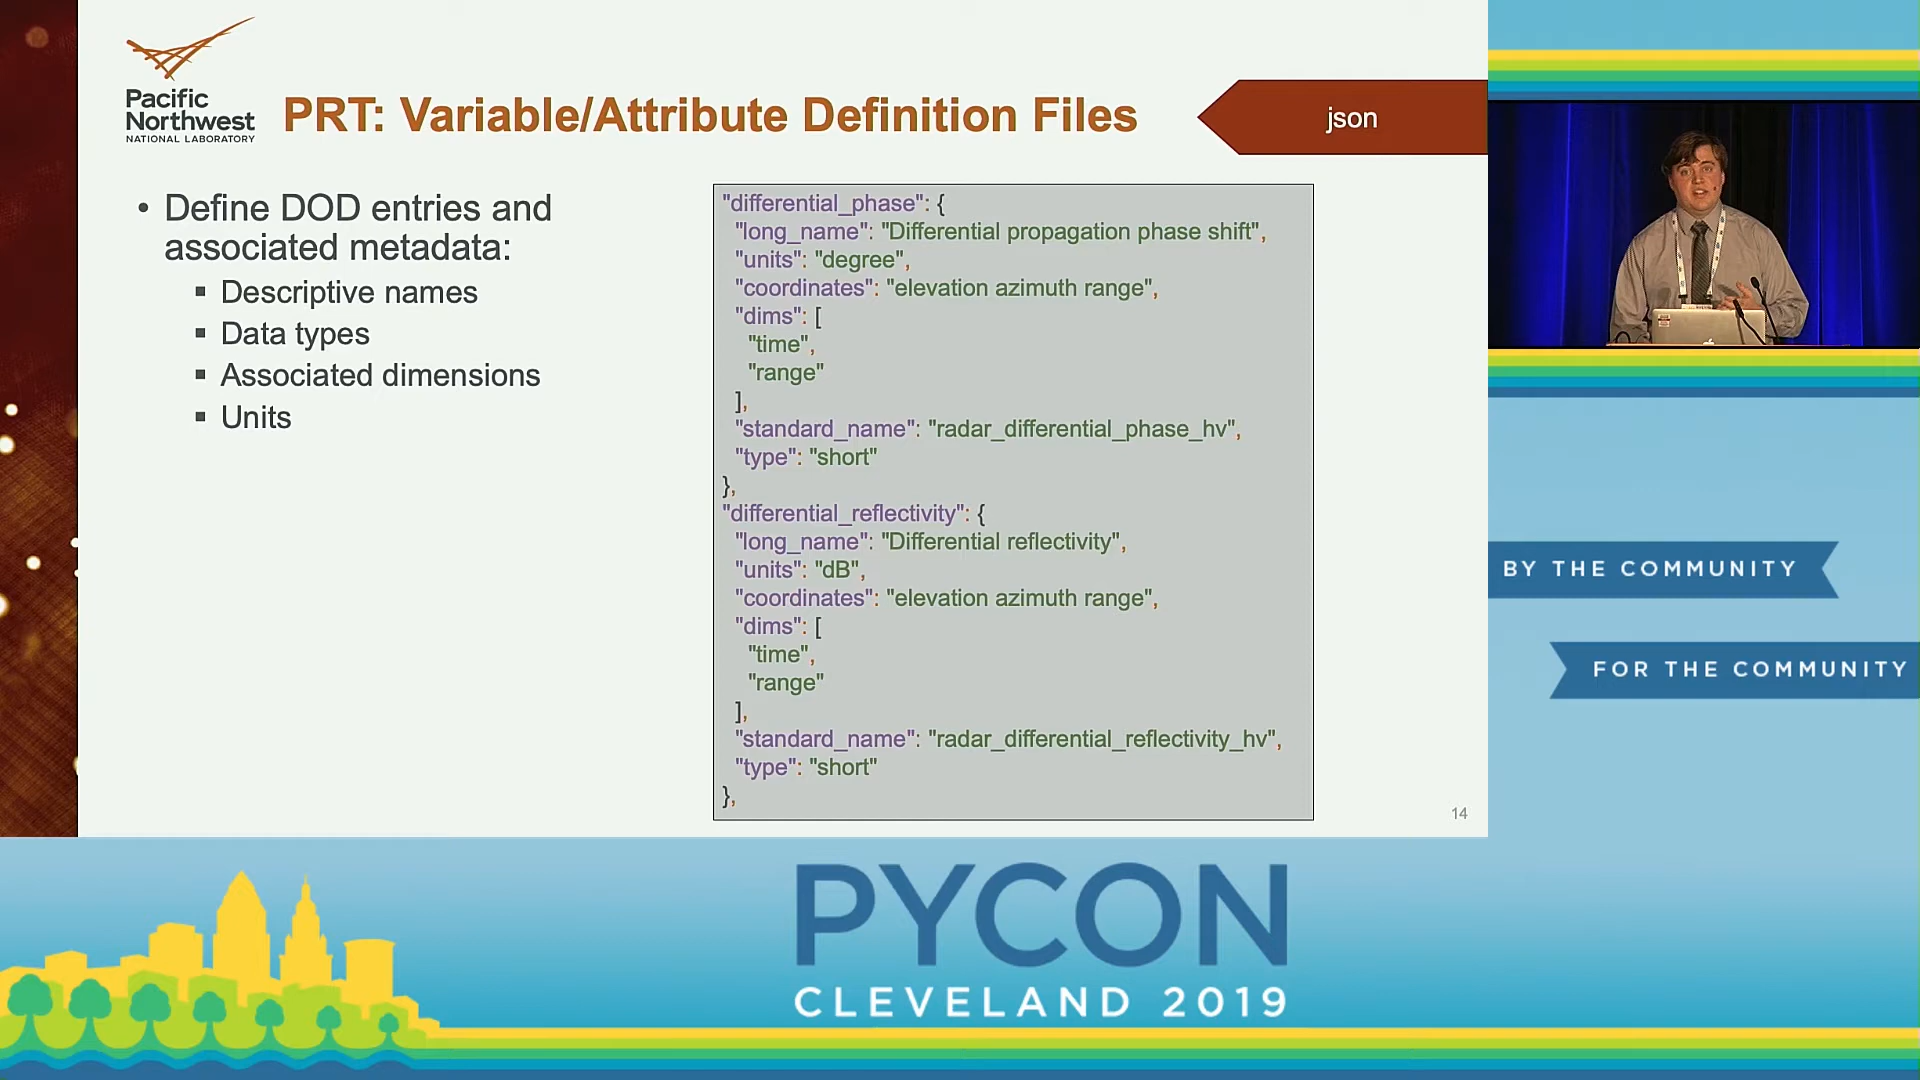 Pacific
Northwest
NATIONAL LABORATORY
PRT: Variable/Attribute Definition Files
json
• Define DOD entries and
associated metadata:
▪ Descriptive names
▪ Data types
▪ Associated dimensions
▪ Units
"differential_phase": {
"long_name": "Differential propagation phase shift",
"units": "degree",
"coordinates": "elevation azimuth range",
"dims": [
"time",
"range"
],
"standard_name": "radar_differential_phase_hv",
"type": "short"
},
"differential_reflectivity": {
"long_name": "Differential reflectivity",
"units": "dB",
"coordinates": "elevation azimuth range",
"dims": [
"time",
"range"
],
"standard_name": "radar_differential_reflectivity_hv",
"type": "short"
},
14
BY THE COMMUNITY
FOR THE COMMUNITY
PYCON
CLEVELAND 2019